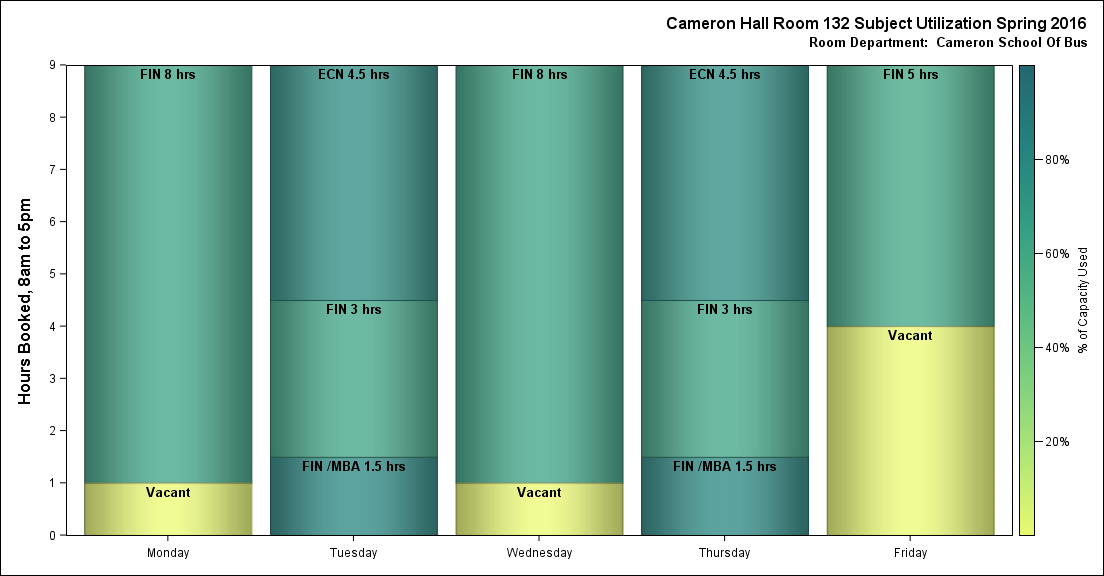 Cameron Hall Room 132 Subject Utilization Spring 2016
Room Department:  Cameron School Of Bus
Hours Booked, 8am to 5pm
9
8
7
6
5
4
3
2
1
0
FIN 8 hrs
Vacant
ECN 4.5 hrs
FIN 3 hrs
FIN /MBA 1.5 hrs
FIN 8 hrs
Vacant
ECN 4.5 hrs
FIN 3 hrs
FIN /MBA 1.5 hrs
FIN 5 hrs
Vacant
Monday
Tuesday
Wednesday
Thursday
Friday
80%
60%
40%
20%
% of Capacity Used